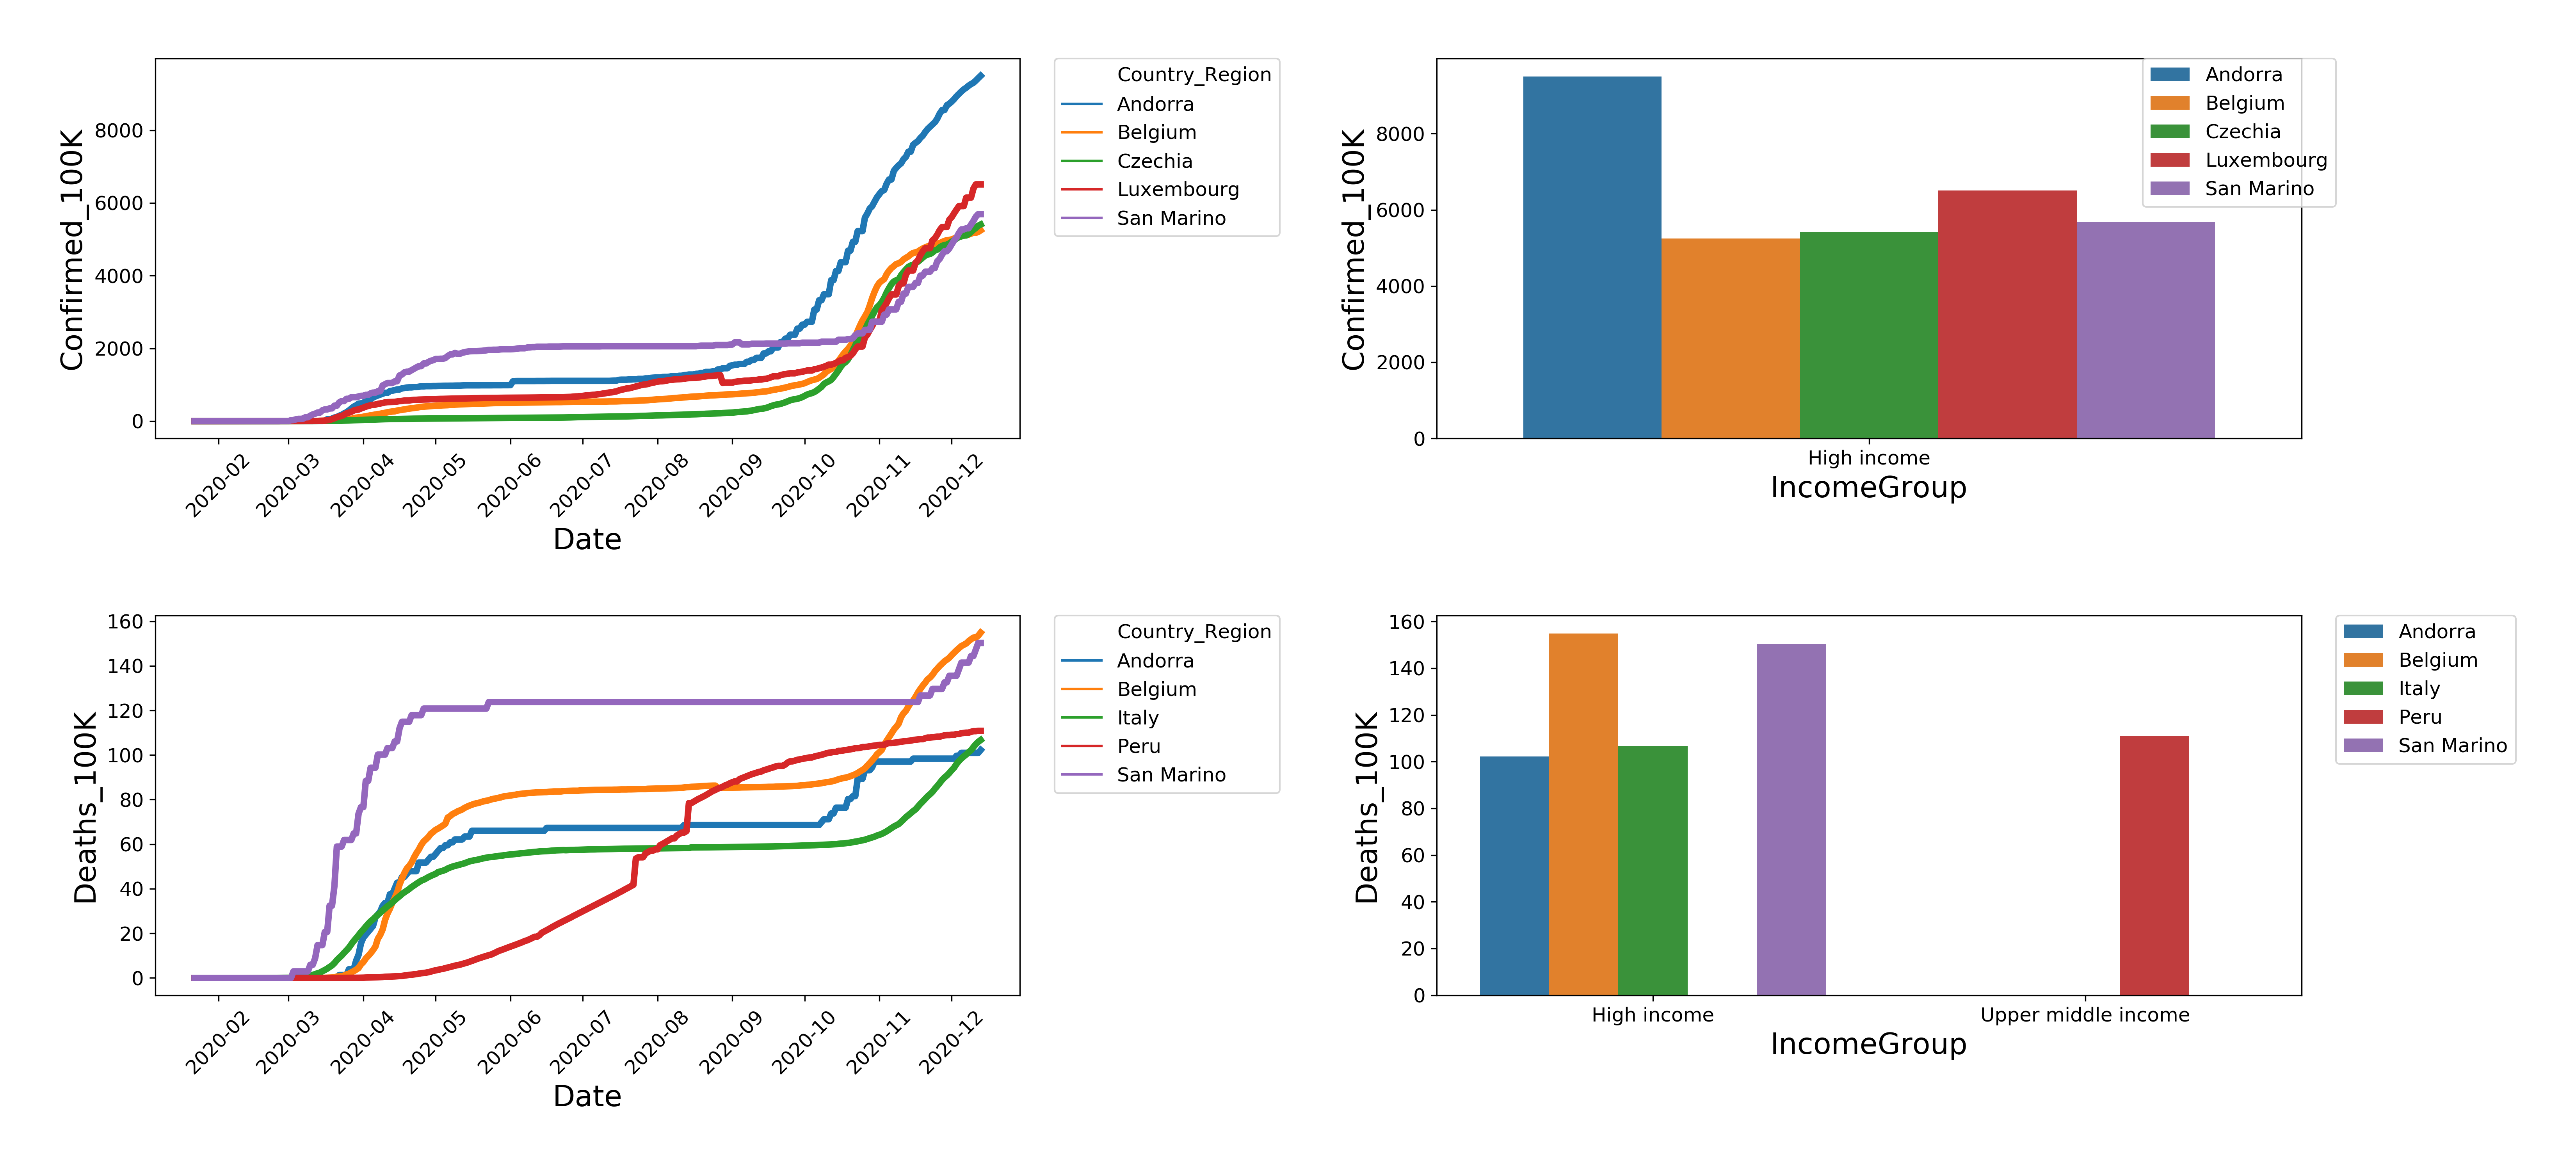 Confirmed_100K
8000
6000
4000
2000
0
2020-02
2020-03
2020-04
2020-05
2020-06
2020-07
2020-08
2020-09
2020-10
2020-11
2020-12
Date
Country_Region
Andorra
Belgium
Czechia
Luxembourg
San Marino
Confirmed_100K
8000
6000
4000
2000
0
High income
IncomeGroup
Andorra
Belgium
Czechia
Luxembourg
San Marino
Deaths_100K
160
140
120
100
80
60
40
20
0
2020-02
2020-03
2020-04
2020-05
2020-06
2020-07
2020-08
2020-09
2020-10
2020-11
2020-12
Date
Country_Region
Andorra
Belgium
Italy
Peru
San Marino
Deaths_100K
160
140
120
100
80
60
40
20
0
High income
Upper middle income
IncomeGroup
Andorra
Belgium
Italy
Peru
San Marino